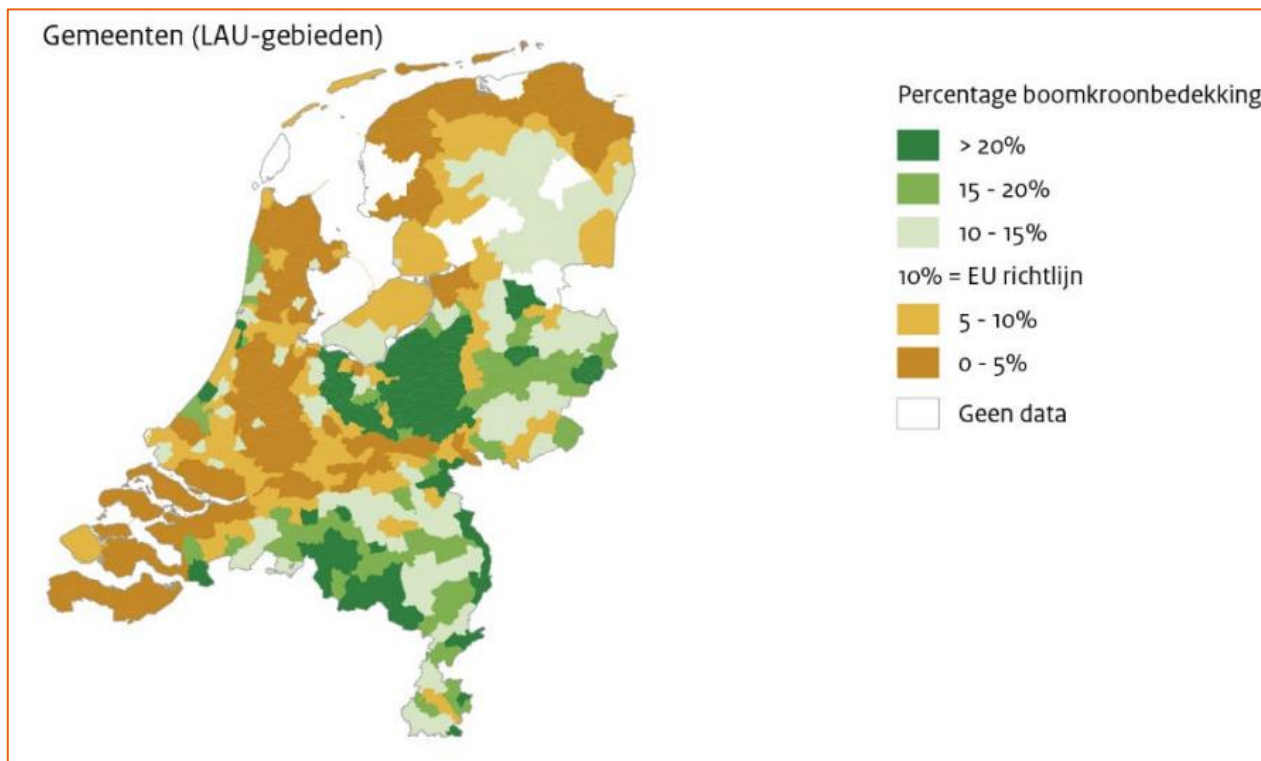 Gemeenten (LAU-gebieden)
Percentage boomkroonbedekking
> 20%
15 - 20%
10 - 15%
10% = EU richtlijn
5 - 10%
0 - 5%
Geen data